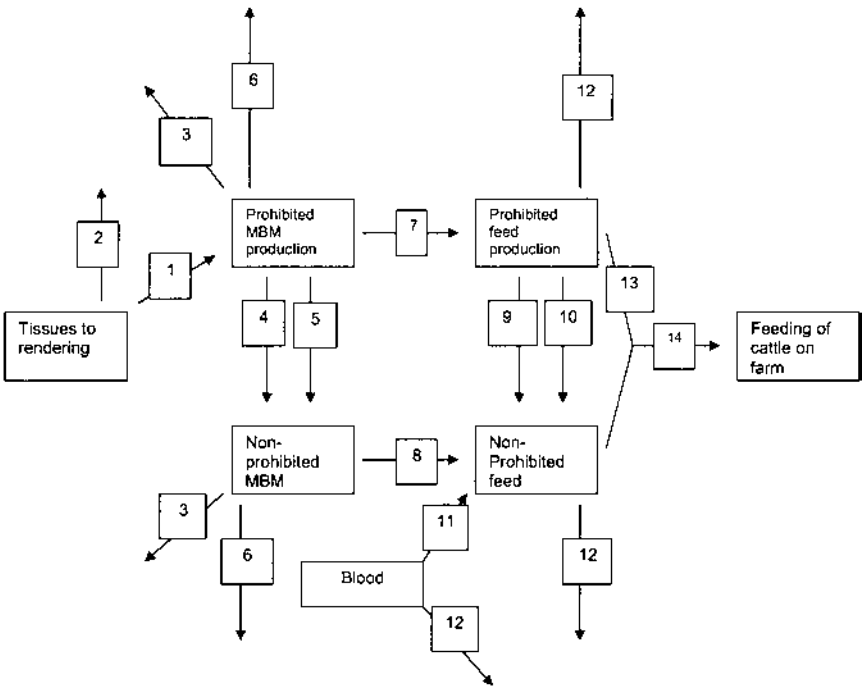 6
12
3
2
Prohibited
MBM
production
7
Prohibited
feed
production
1
13
4
5
9
10
Tissues to
rendering
14
Feeding of
cattle on
farm
Non-
prohibited
MBM
8
Non-
Prohibited
feed
3
11
6
Blood
12
12